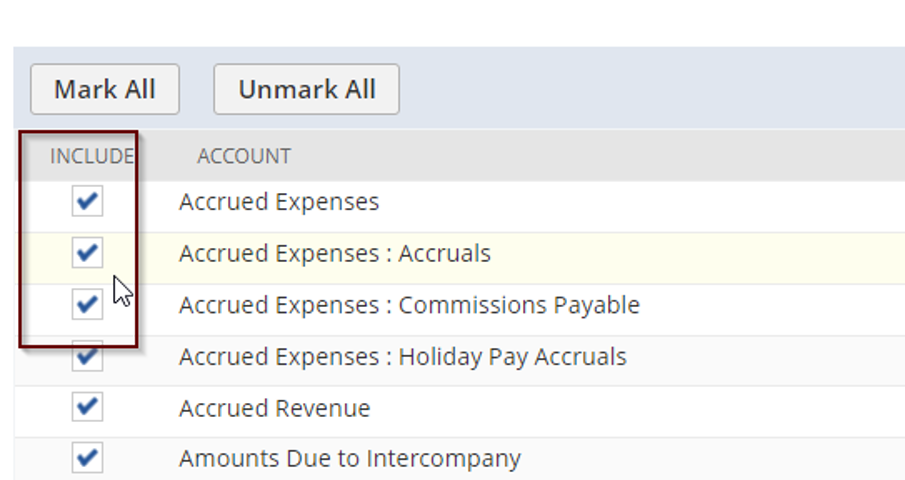 Mark All Unmark All
INCLUDE ACCOUNT
Accrued Expenses
Accrued Expenses : Accruals
Accrued Expenses : Commissions Payable
Accrued Expenses : Holiday Pay Accruals
Accrued Revenue
Amounts Due to Intercompany